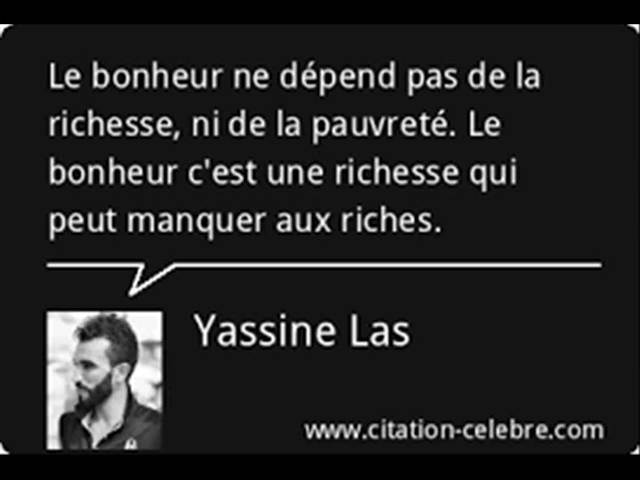 Le bonheur ne dépend pas de la
richesse, ni de la pauvreté. Le
bonheur c'est une richesse qui
peut manquer aux riches.
Yassine Las
www.citation-celebre.com